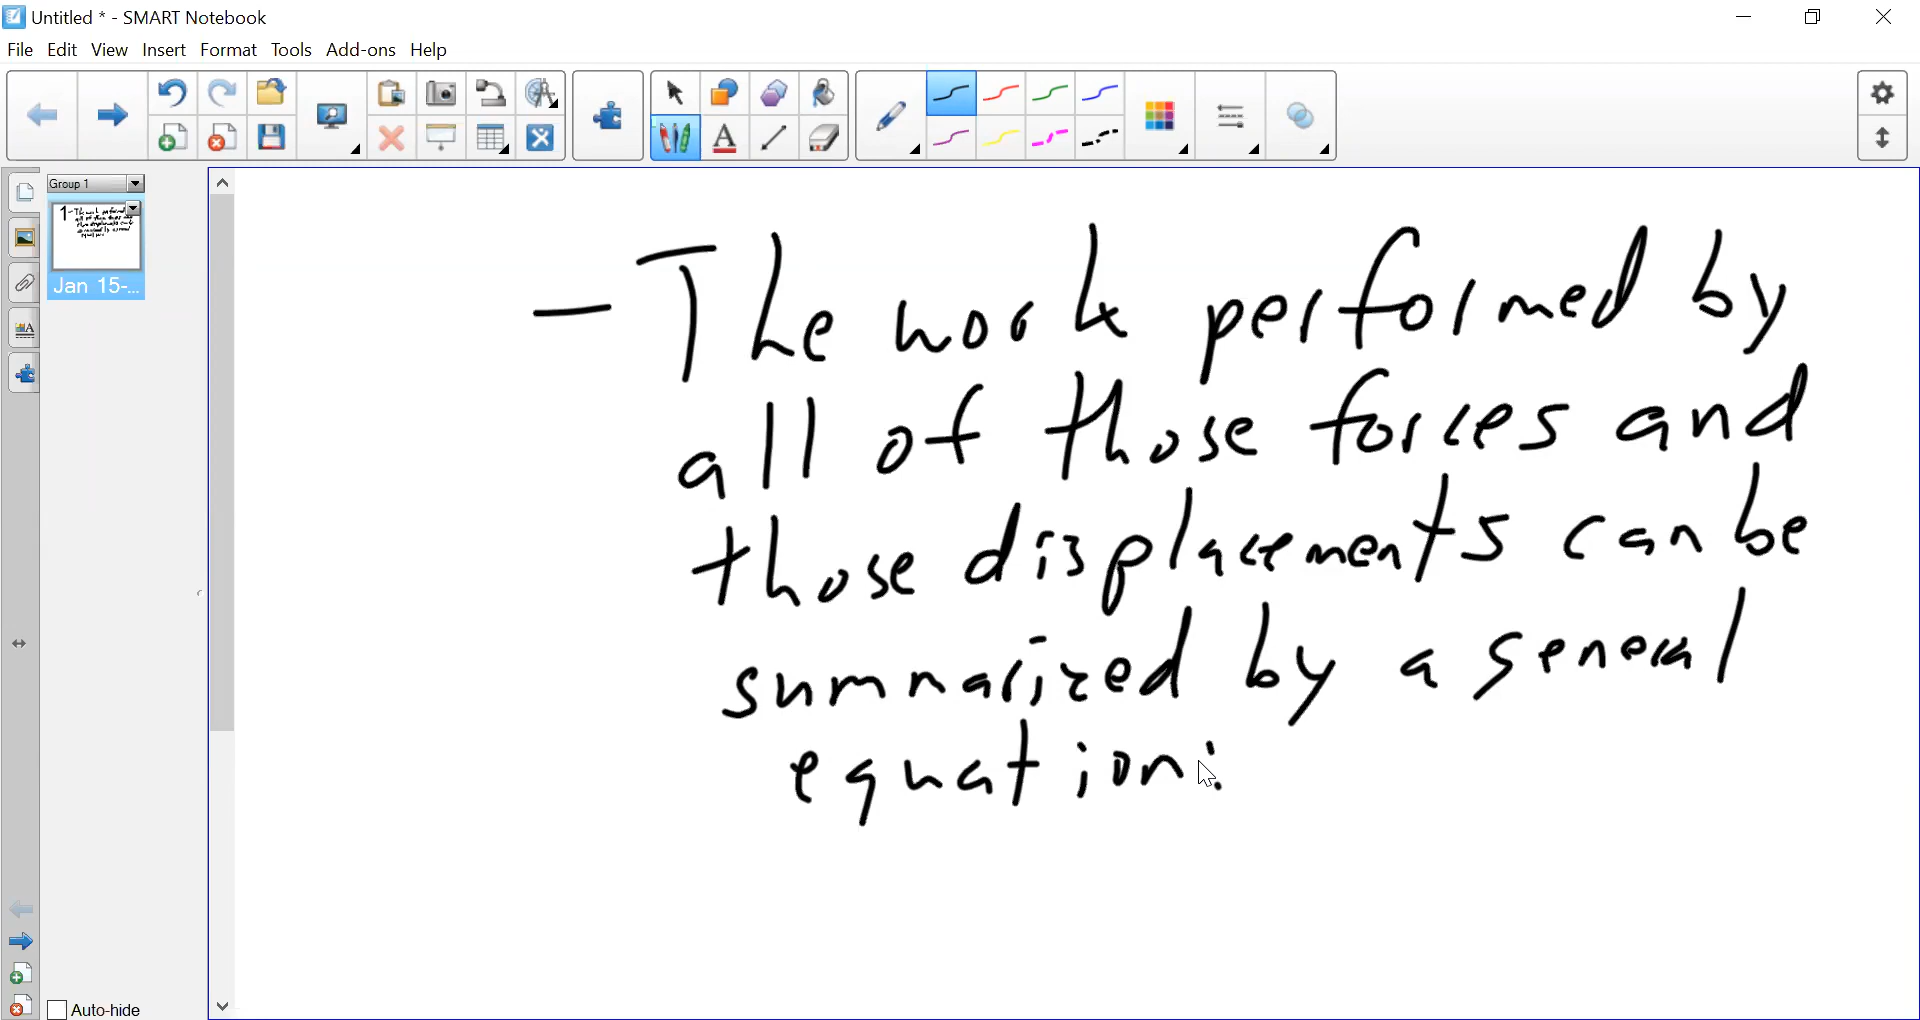 Untitled * - SMART Notebook
File Edit View Insert Format Tools Add-ons Help
Group 1
1
Jan 15-...
- The work performed by
all of those forces and
those displacements can be
summarized by a general
equation:
Auto-hide